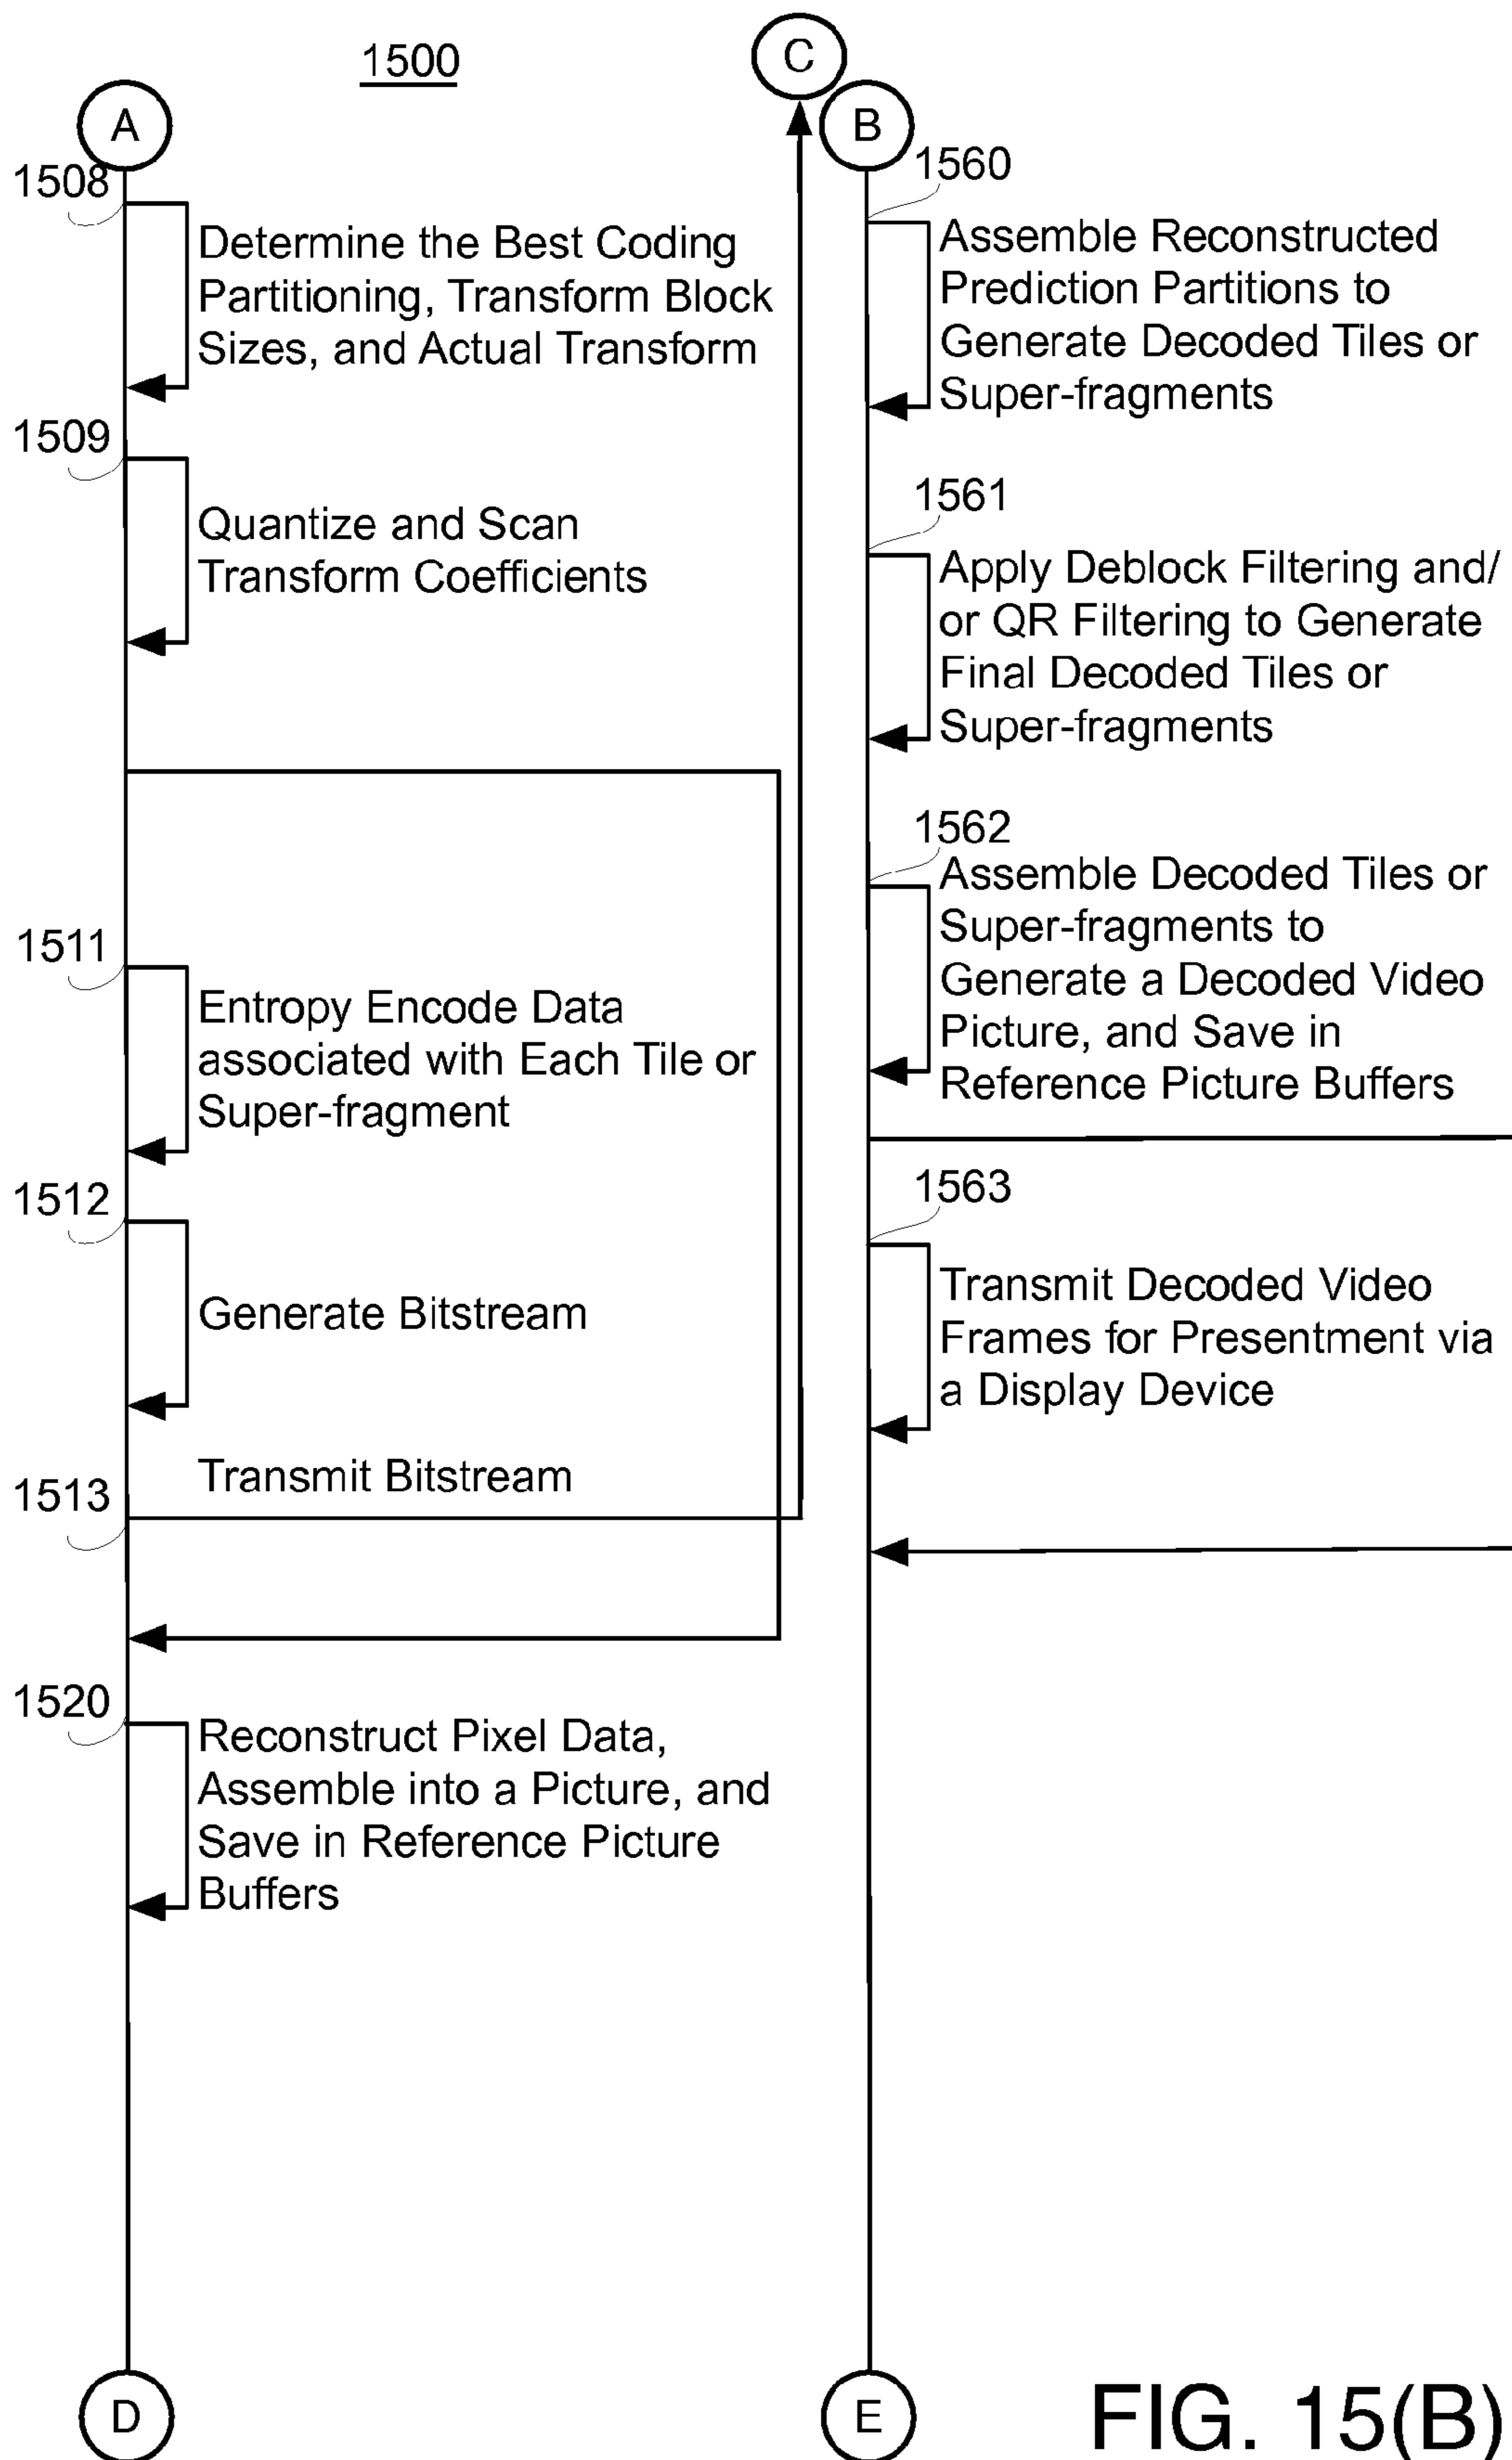 1500
C
A
B
1508
Determine the Best Coding
Partitioning, Transform Block
Sizes, and Actual Transform
1509
Quantize and Scan
Transform Coefficients
1511
Entropy Encode Data
associated with Each Tile or
Super-fragment
1512
Generate Bitstream
Transmit Bitstream
1513
1520
Reconstruct Pixel Data,
Assemble into a Picture, and
Save in Reference Picture
Buffers
D
1560
Assemble Reconstructed
Prediction Partitions to
Generate Decoded Tiles or
Super-fragments
1561
Apply Deblock Filtering and/
or QR Filtering to Generate
Final Decoded Tiles or
Super-fragments
1562
Assemble Decoded Tiles or
Super-fragments to
Generate a Decoded Video
Picture, and Save in
Reference Picture Buffers
1563
Transmit Decoded Video
Frames for Presentment via
a Display Device
E
FIG. 15(B)